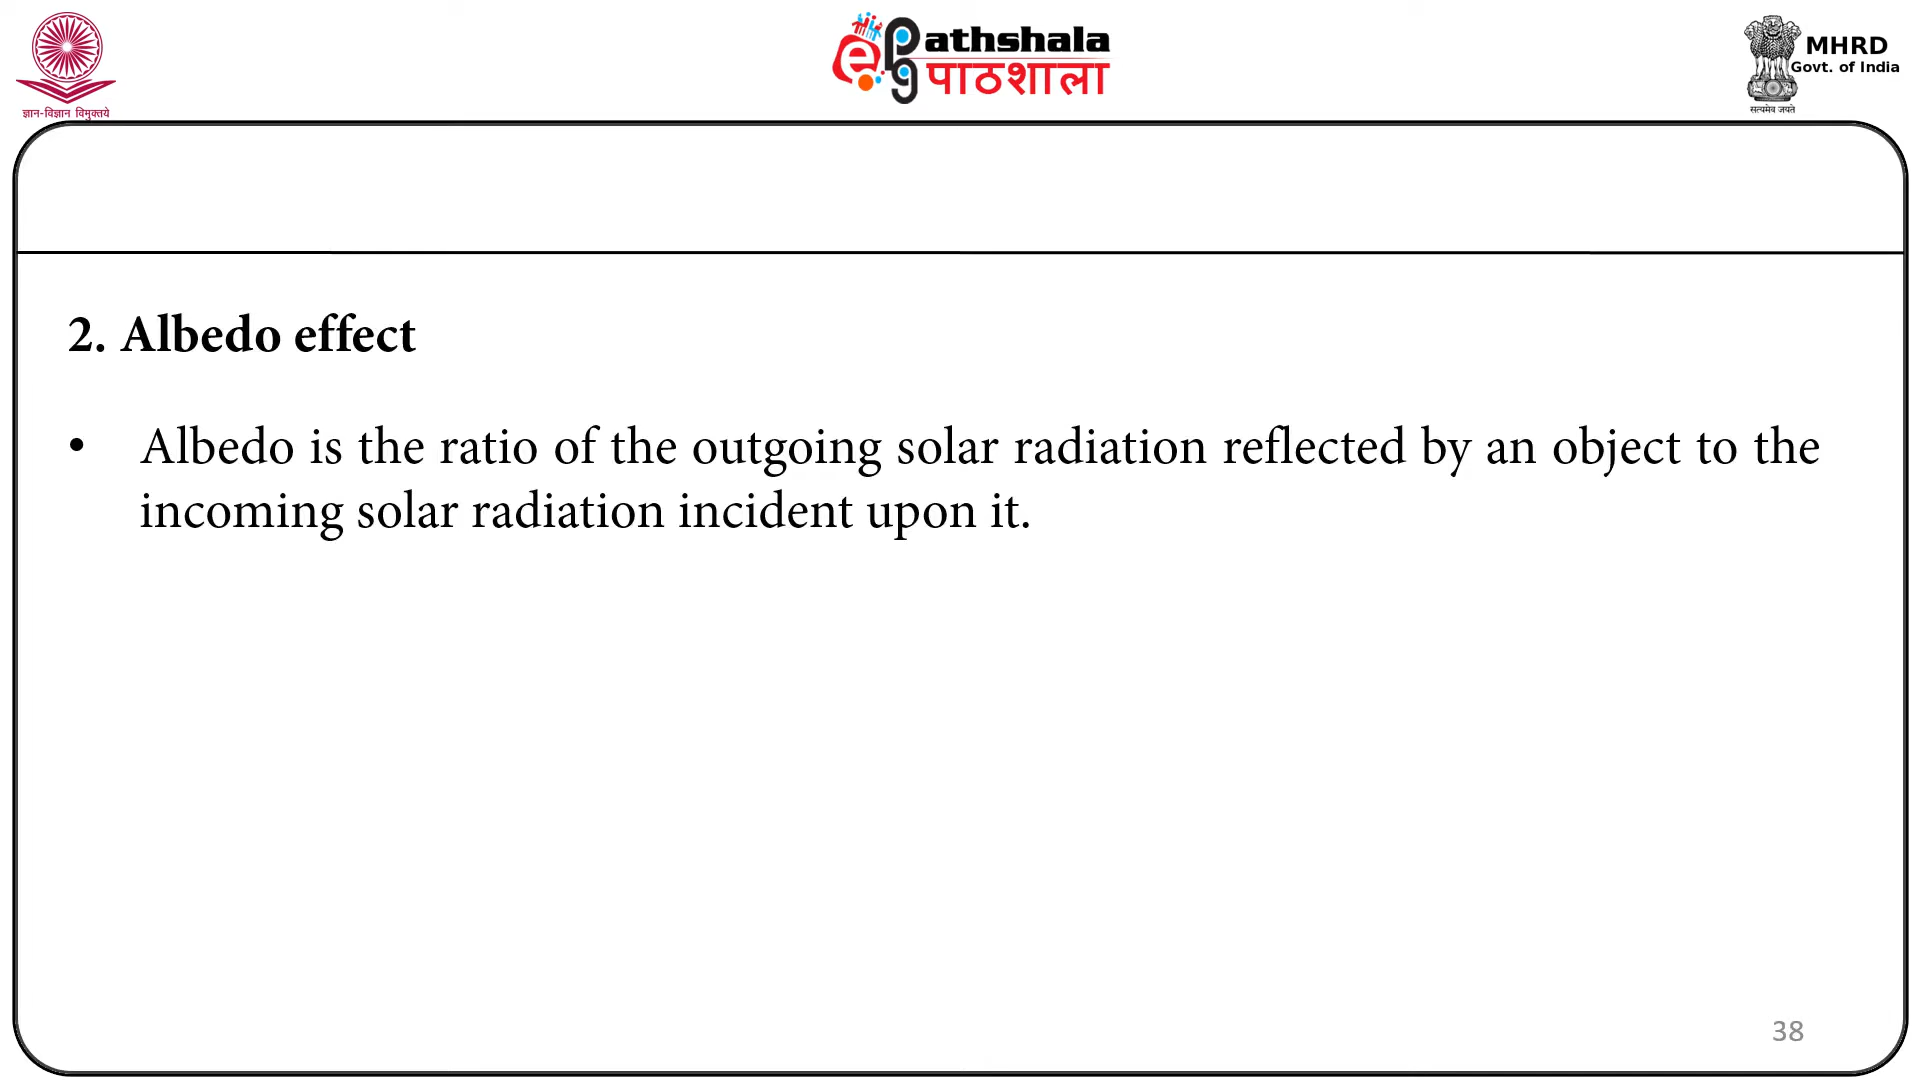 ज्ञान-विज्ञान विमुक्तये
e Pathshala
पाठशाला
MHRD
Govt. of India
सत्यमेव जयते
2. Albedo effect
• Albedo is the ratio of the outgoing solar radiation reflected by an object to the
incoming solar radiation incident upon it.
38